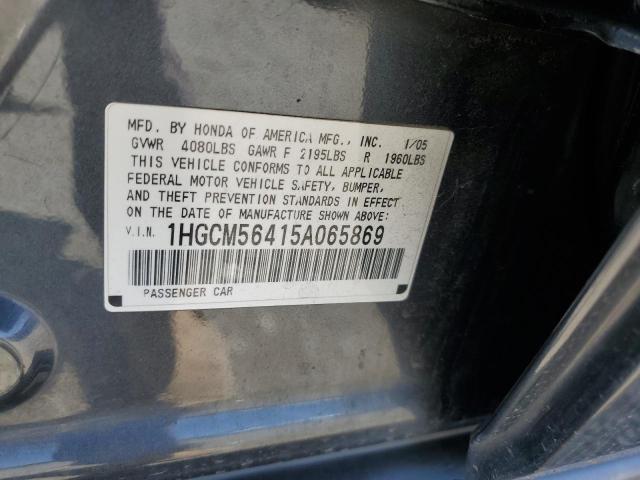 MFD. BY HONDA OF AMERICA MFG., INC. 1/05
GVWR 4080LBS GAWR F 2195LBS R 1960LBS
THIS VEHICLE CONFORMS TO ALL APPLICABLE
FEDERAL MOTOR VEHICLE SAFETY, BUMPER,
AND THEFT PREVENTION STANDARDS IN EFFECT
ON THE DATE OF MANUFACTURE SHOWN ABOVE:
V.I.N. 1HGCM56415A065869
PASSENGER CAR